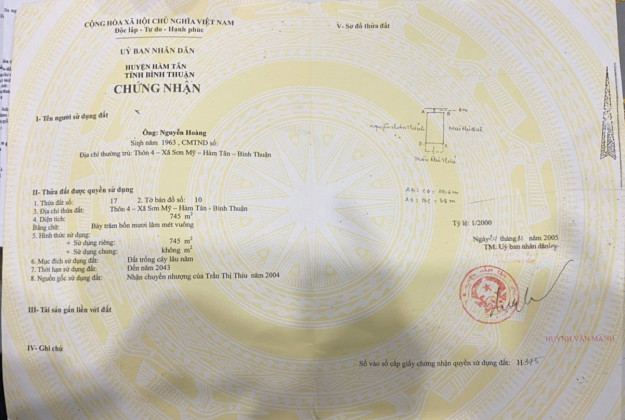 CỘNG HÒA XÃ HỘI CHỦ NGHĨA VIỆT NAM
Độc lập - Tự do - Hạnh phúc
UỶ BAN NHÂN DÂN
HUYỆN HÀM TÂN
TỈNH BÌNH THUẬN
CHỨNG NHẬN
I- Tên người sử dụng đất
Ông: Nguyễn Hoàng
Sinh năm 1963, CMTND số:
Địa chỉ thường trú: Thôn 4 – Xã Sơn Mỹ – Hàm Tân – Bình Thuận
II- Thửa đất được quyền sử dụng
1. Thửa đất số: 17 2. Tờ bản đồ số: 10
3. Địa chỉ thửa đất: Thôn 4 – Xã Sơn Mỹ – Hàm Tân - Bình Thuận
4. Diện tích: 745 m²
Bằng chữ: Bảy trăm bốn mươi lăm mét vuông
5. Hình thức sử dụng:
+ Sử dụng riêng: 745 m²
+ Sử dụng chung: không m²
6. Mục đích sử dụng đất: Đất trồng cây lâu năm
7. Thời hạn sử dụng đất: Đến năm 2043
8. Nguồn gốc sử dụng đất: Nhận chuyển nhượng của Trần Thị Thiu năm 2004
III- Tài sản gắn liền với đất
IV- Ghi chú
V- Sơ đồ thửa đất
Tỷ lệ: 1/2000
Ngày tháng năm 2005
TM. Uỷ ban nhân dân
HUỲNH VĂN MẠNH
Số vào sổ cấp giấy chứng nhận quyền sử dụng đất: H